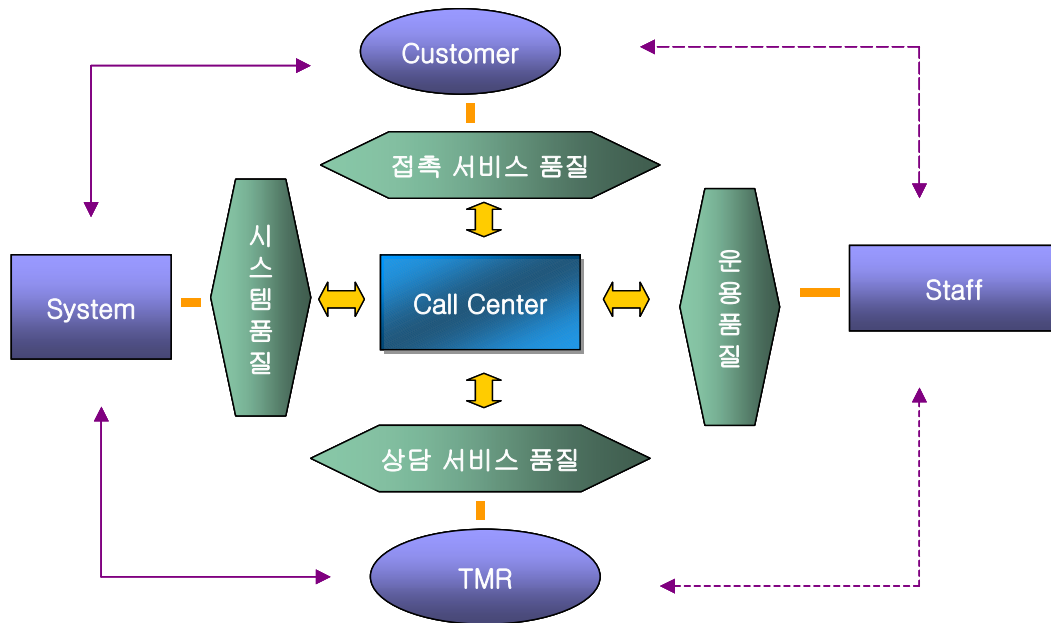 Customer
접촉 서비스 품질
시스템품질
System
Call Center
운용품질
Staff
상담 서비스 품질
TMR